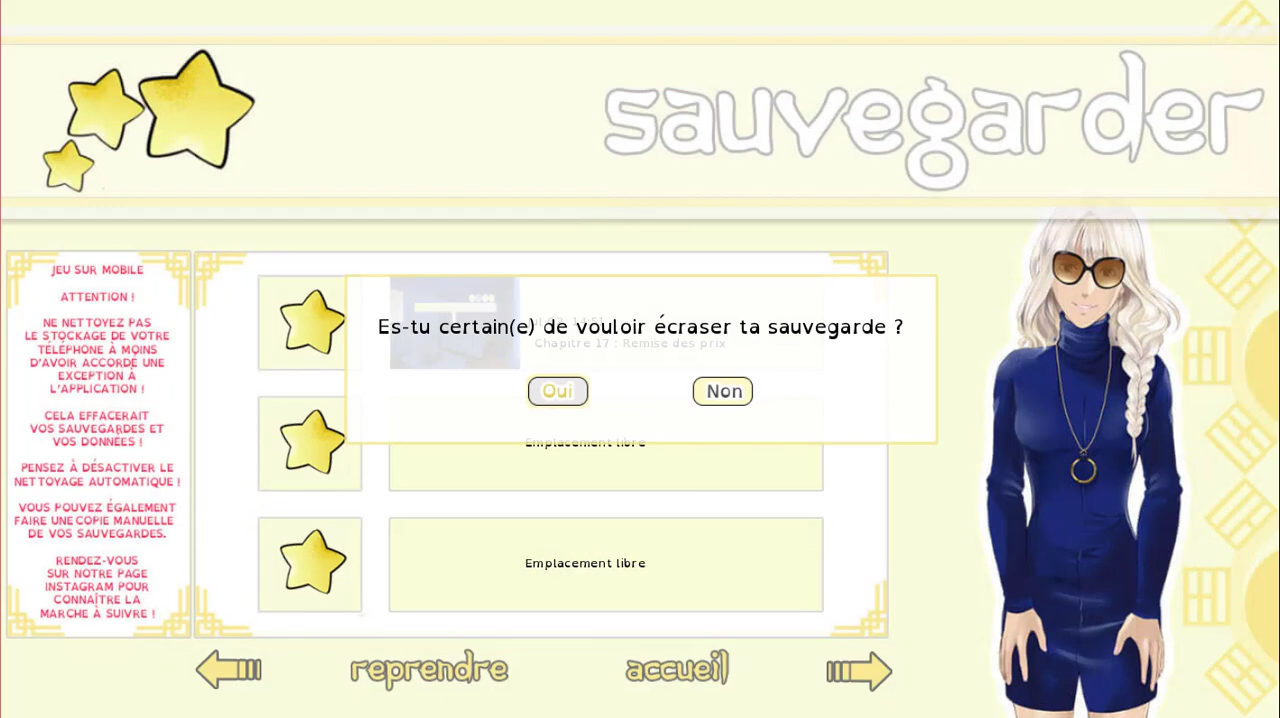 sauvegarder
JEU SUR MOBILE
ATTENTION !
NE NETTOYEZ PAS
LE STOCKAGE DE VOTRE
TÉLÉPHONE À MOINS
D'AVOIR ACCORDÉ UNE
EXCEPTION À
L'APPLICATION !
CELA EFFACERAIT
VOS SAUVEGARDES ET
VOS DONNÉES !
PENSEZ À DÉSACTIVER LE
NETTOYAGE AUTOMATIQUE !
VOUS POUVEZ ÉGALEMENT
FAIRE UNE COPIE MANUELLE
DE VOS SAUVEGARDES.
RENDEZ-VOUS
SUR NOTRE PAGE
INSTAGRAM POUR
CONNAÎTRE LA
MARCHE À SUIVRE !
Es-tu certain(e) de vouloir écraser ta sauvegarde ?
Chapitre 17 : Remise des prix
Oui Non
Emplacement libre
Emplacement libre
reprendre accueil